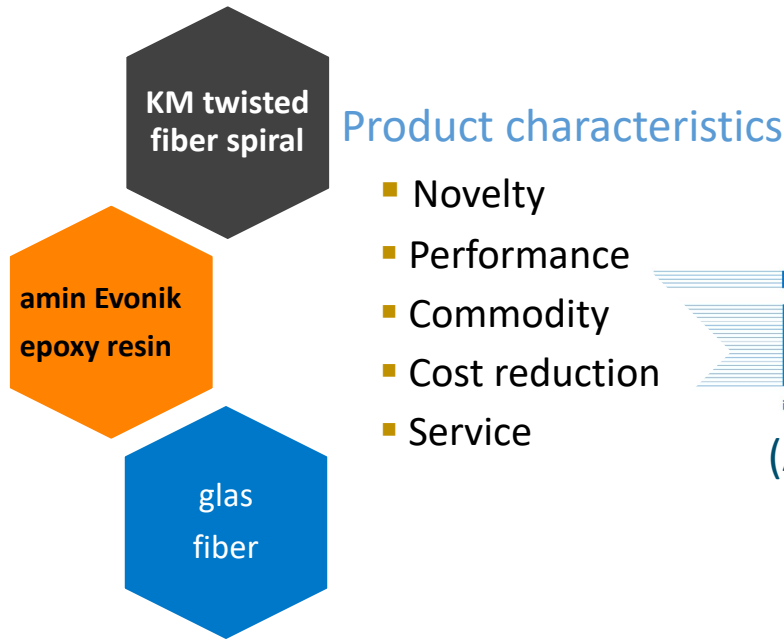 KM twisted
fiber spiral
Product characteristics
Novelty
Performance
amin Evonik
epoxy resin
Commodity
Cost reduction
Service
glas
fiber